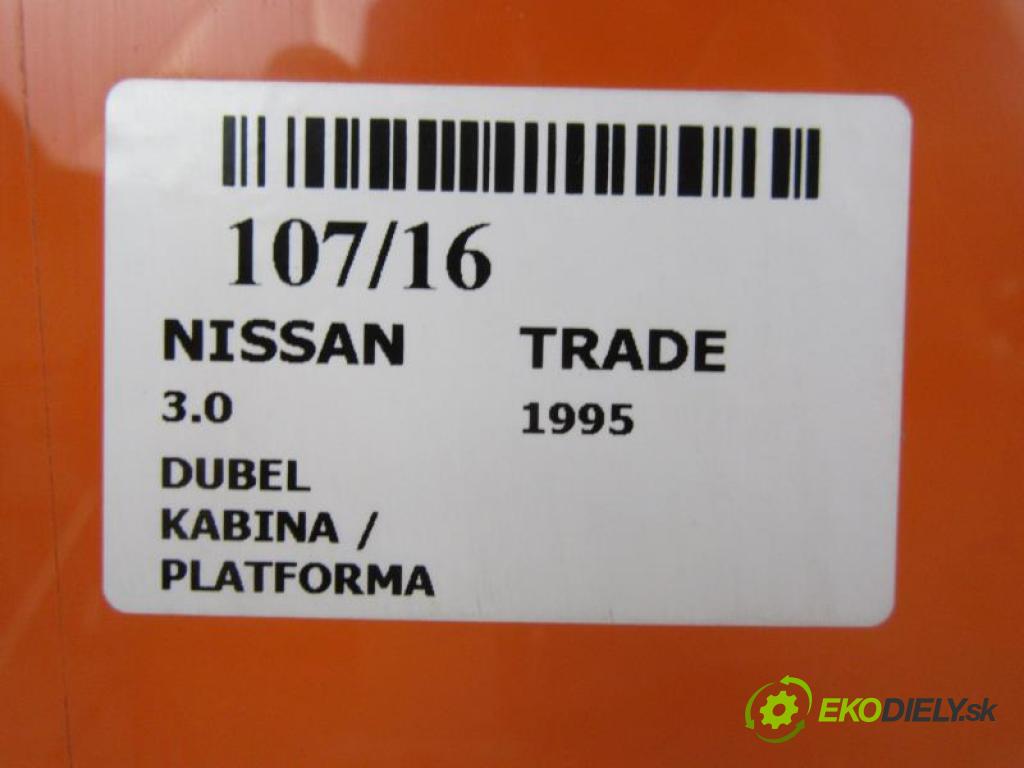 107/16
NISSAN TRADE
3.0 1995
DUBEL
KABINA /
PLATFORMA
EKODIELY.sk